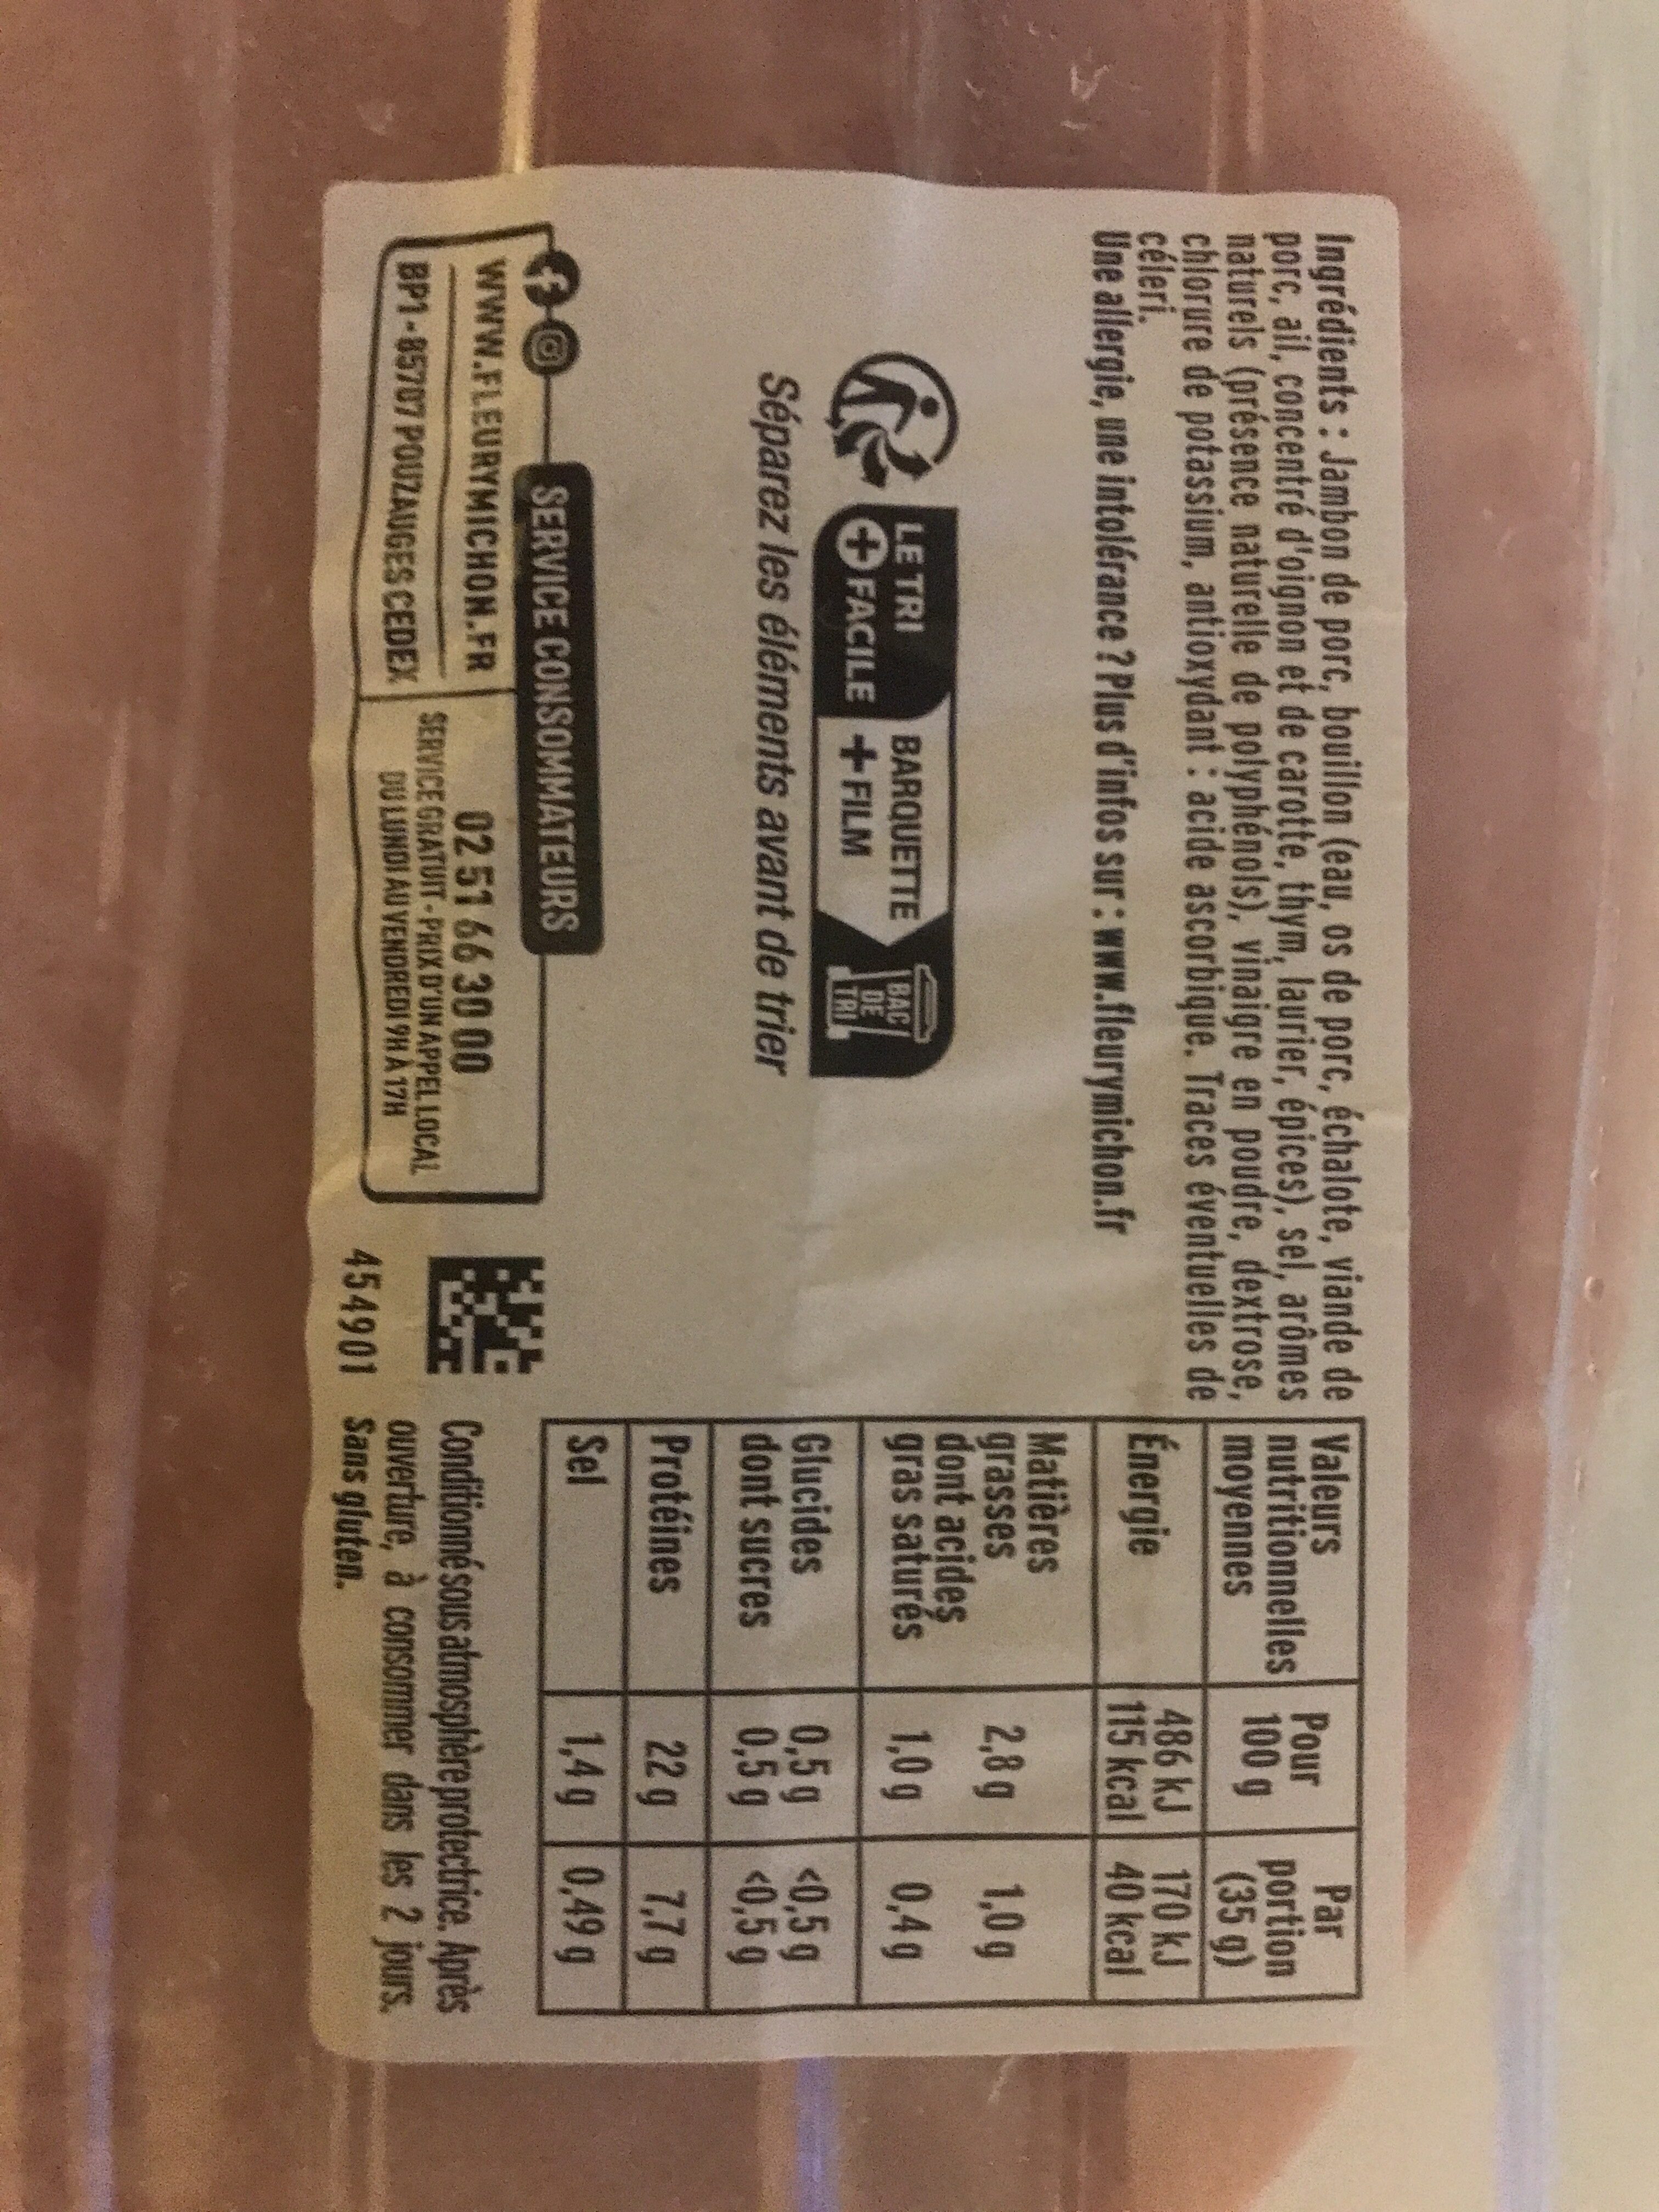 Ingrédients : Jambon de porc, bouillon (eau, os de porc, échalote, viande de
porc, ail, concentré d'oignon et de carotte, thym, laurier, épices), sel, arômes
naturels (présence naturelle de polyphénols), vinaigre en poudre, dextrose,
chlorure de potassium, antioxydant : acide ascorbique. Traces éventuelles de
céleri.
Une allergie, une intolérance ? Plus d'infos sur : www.fleurymichon.fr
LE TRI
+ FACILE
BARQUETTE
+ FILM
BAC
DE
TRI
Séparez les éléments avant de trier
SERVICE CONSOMMATEURS
WWW.FLEURYMICHON.FR
BP1 - 85707 POUZAUGES CEDEX
02 51 66 30 00
SERVICE GRATUIT - PRIX D'UN APPEL LOCAL
DU LUNDI AU VENDREDI 9H À 17H
454901
Valeurs nutritionnelles moyennes Pour 100 g Par portion (35 g)
Énergie 486 kJ 170 kJ
115 kcal 40 kcal
Matières
grasses 2,8 g 1,0 g
dont acides
gras saturés 1,0 g 0,4 g
Glucides 0,5 g <0,5 g
dont sucres 0,5 g <0,5 g
Protéines 22 g 7,7 g
Sel 1,4 g 0,49 g
Conditionné sous atmosphère protectrice. Après
ouverture, à consommer dans les 2 jours.
Sans gluten.